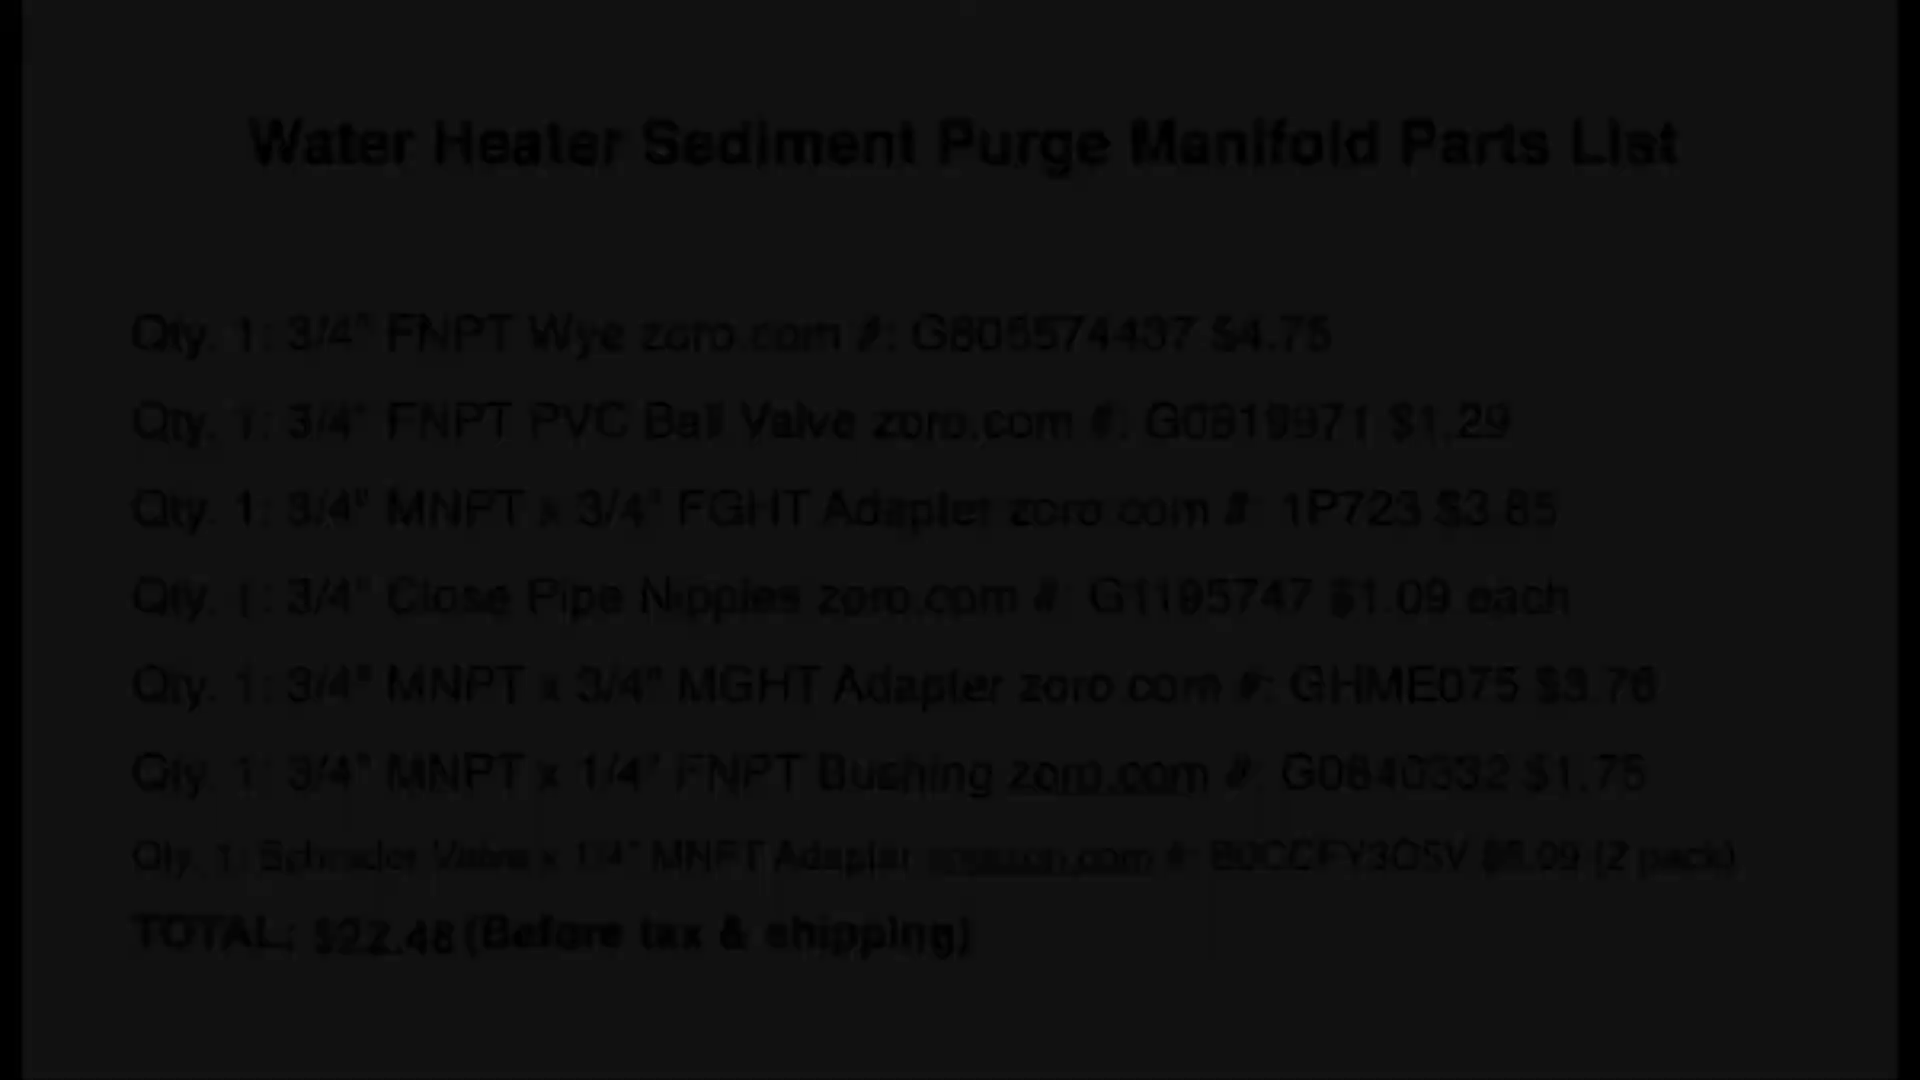 Water Heater Sediment Purge Manifold Parts List
Qty. 1: 3/4" FNPT Wye zoro.com #: G806574437 $4.75
Qty. 1: 3/4" FNPT PVC Ball Valve zoro.com #: G0819971 $1.29
Qty. 1: 3/4" MNPT x 3/4" FGHT Adapter zoro.com #: 1P723 $3.85
Qty. 1: 3/4" Close Pipe Nipples zoro.com #: G1195747 $1.09 each
Qty. 1: 3/4" MNPT x 3/4" MGHT Adapter zoro.com #: GHME075 $3.76
Qty. 1: 3/4" MNPT x 1/4" FNPT Bushing zoro.com #: G0840332 $1.75
Qty. 1: Schrader Valve x 1/4" MNPT Adapter amazon.com #: (2 pack)
TOTAL: $22.48 (Before tax & shipping)